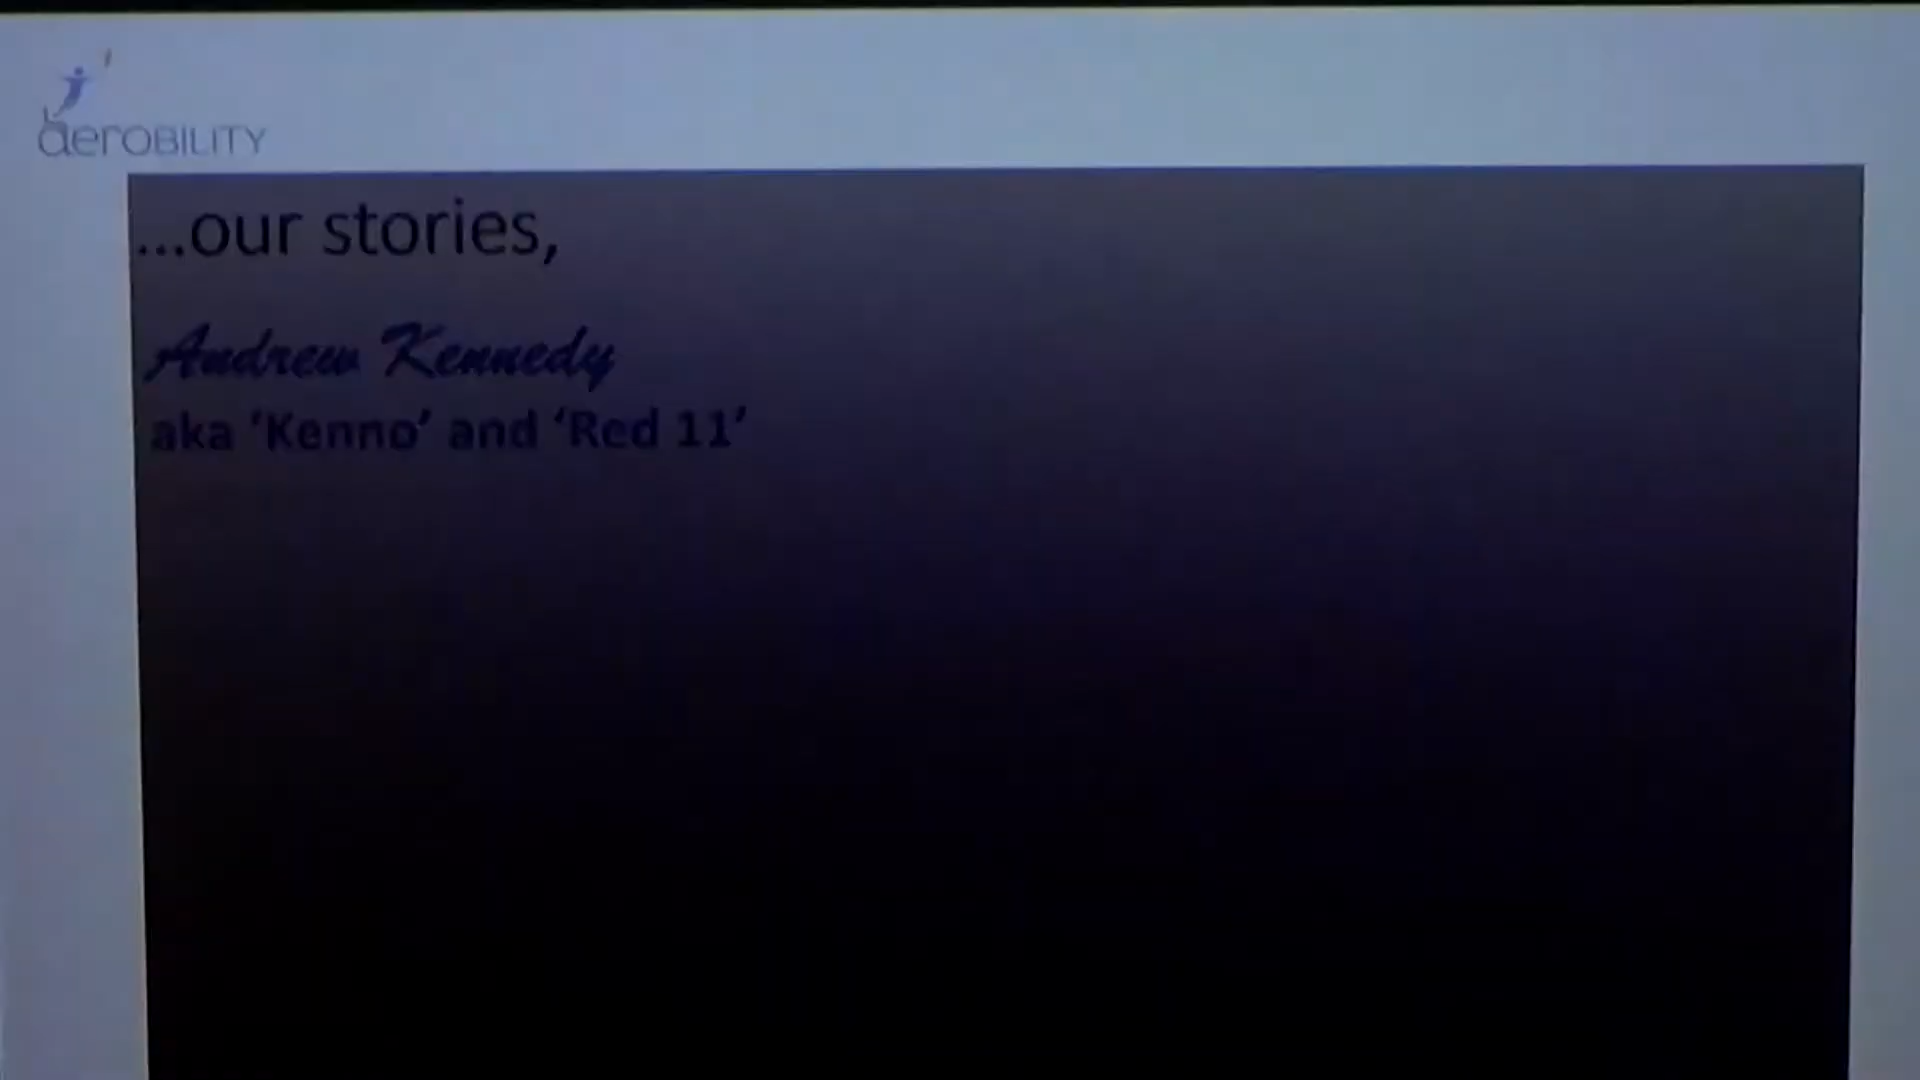 aeroBILITY
...our stories,
Andrew Kennedy
aka ‘Kenno’ and ‘Red 11’